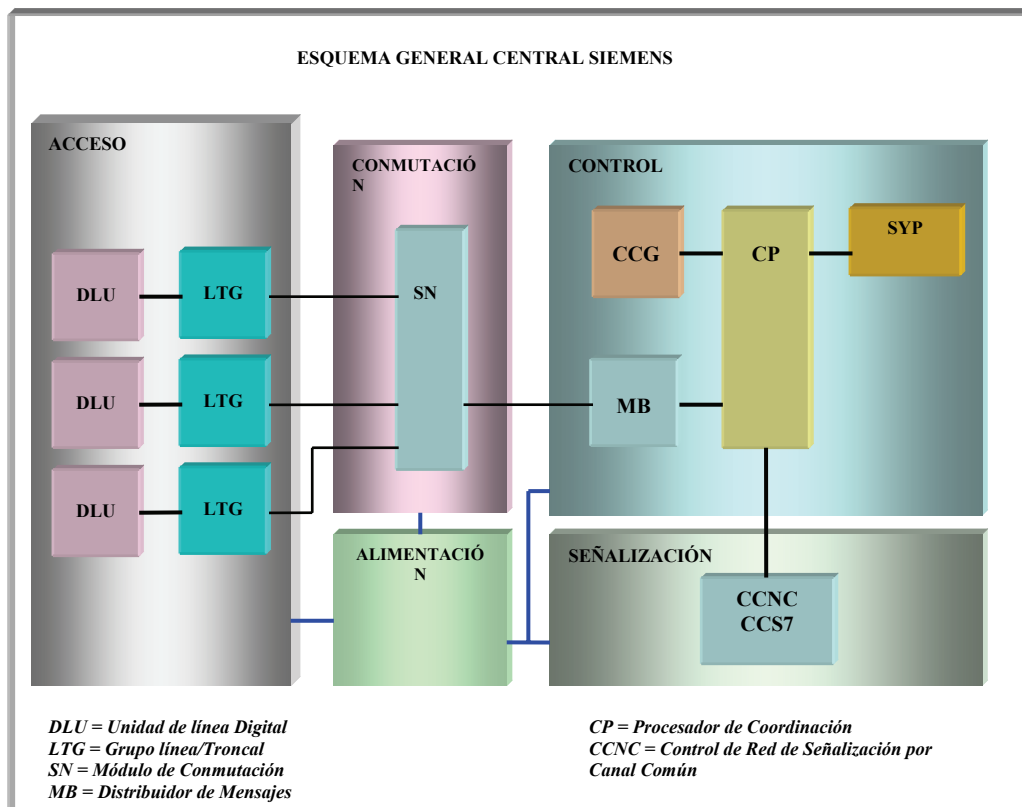 ESQUEMA GENERAL CENTRAL SIEMENS
ACCESO
DLU
LTG
DLU
LTG
DLU
LTG
CONMUTACIÓ
N
SN
CONTROL
CCG
CP
SYP
MB
ALIMENTACIÓ
N
SEÑALIZACIÓN
CCNC
CCS7
DLU = Unidad de línea Digital
LTG = Grupo línea/Troncal
SN = Módulo de Conmutación
MB = Distribuidor de Mensajes
CP = Procesador de Coordinación
CCNC = Control de Red de Señalización por
Canal Común